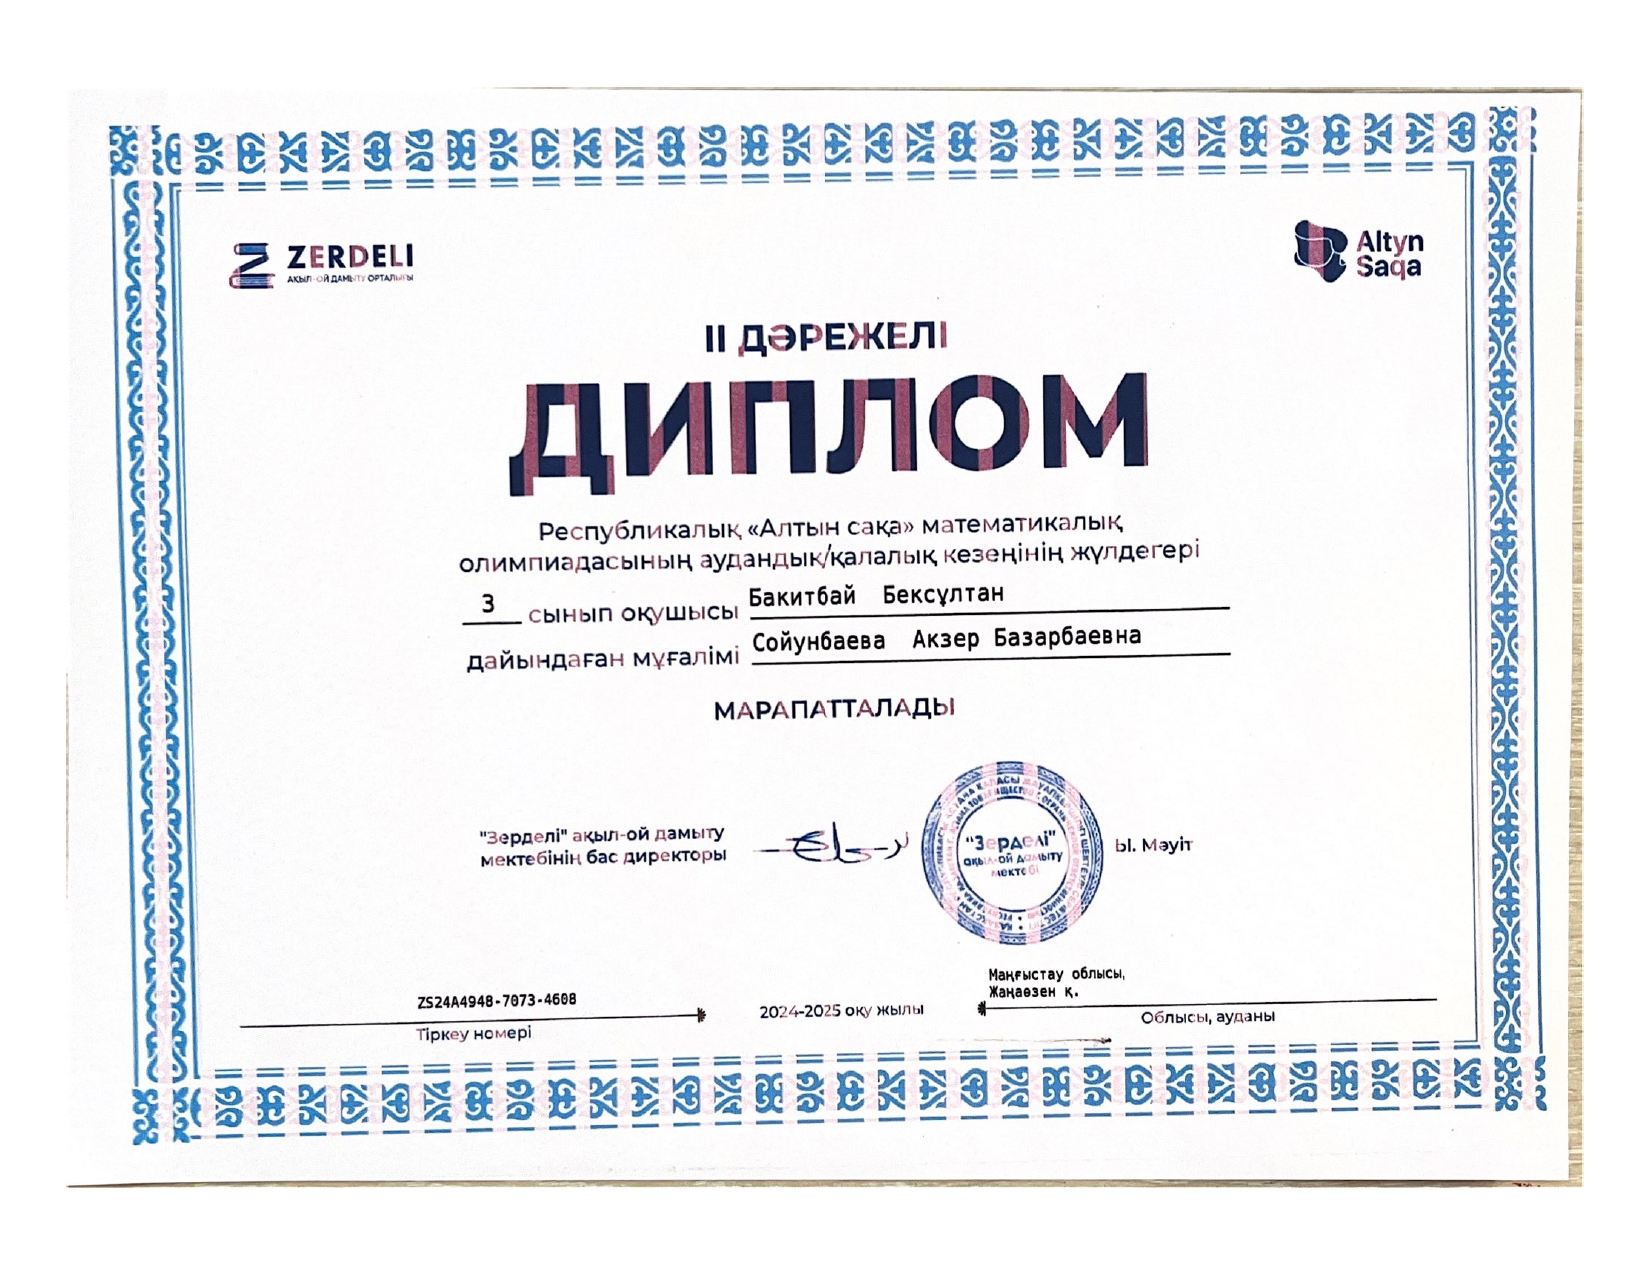 ZERDELI
АҚЫЛ-ОЙ ДАМЫТУ ОРТАЛЫҒЫ
Altyn
Saqa
II ДӘРЕЖЕЛІ
ДИПЛОМ
Республикалық «Алтын сақа» математикалық
олимпиадасының аудандық/қалалық кезеңінің жүлдегері
3 сынып оқушысы Бакитбай Бексұлтан
дайындаған мұғалімі Сойунбаева Акзер Базарбаевна
МАРАПАТТАЛАДЫ
"Зерделі" ақыл-ой дамыту
мектебінің бас директоры
"Зерделі"
ақыл-ой дамыту
мектебі
Ы. Мәуіт
ZS24A4948-7073-4608
Тіркеу номері
2024-2025 оқу жылы
Маңғыстау облысы,
Жаңаөзен қ.
Облысы, ауданы